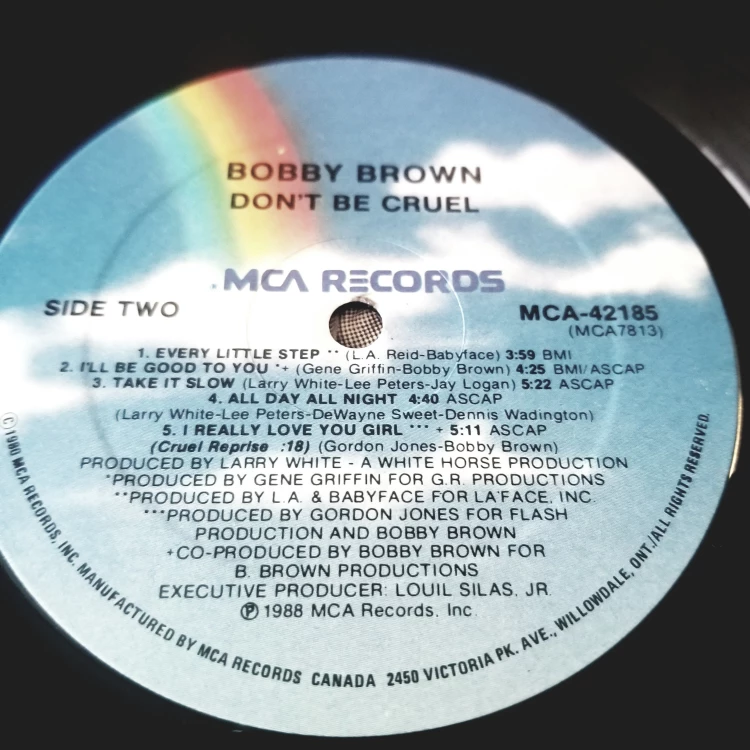 BOBBY BROWN
DON'T BE CRUEL
MCA RECORDS
SIDE TWO
MCA-42185
(MCA7813)
1. EVERY LITTLE STEP ** (L.A. Reid-Babyface) 3:59 BMI
2. I'LL BE GOOD TO YOU *+ (Gene Griffin-Bobby Brown) 4:25 BMI/ASCAP
3. TAKE IT SLOW (Larry White-Lee Peters-Jay Logan) 5:22 ASCAP
4. ALL DAY ALL NIGHT 4:40 ASCAP
(Larry White-Lee Peters-DeWayne Sweet-Dennis Wadington)
5. I REALLY LOVE YOU GIRL *** + 5:11 ASCAP
(Cruel Reprise :18) (Gordon Jones-Bobby Brown)
PRODUCED BY LARRY WHITE - A WHITE HORSE PRODUCTION
*PRODUCED BY GENE GRIFFIN FOR G.R. PRODUCTIONS
**PRODUCED BY L.A. & BABYFACE FOR LA'FACE, INC.
***PRODUCED BY GORDON JONES FOR FLASH
PRODUCTION AND BOBBY BROWN
+CO-PRODUCED BY BOBBY BROWN FOR
B. BROWN PRODUCTIONS
EXECUTIVE PRODUCER: LOUIL SILAS, JR.
℗ 1988 MCA Records, Inc.
©1980 MCA RECORDS, INC. MANUFACTURED BY MCA RECORDS CANADA 2450 VICTORIA PK. AVE., WILLOWDALE, ONT./ALL RIGHTS RESERVED.